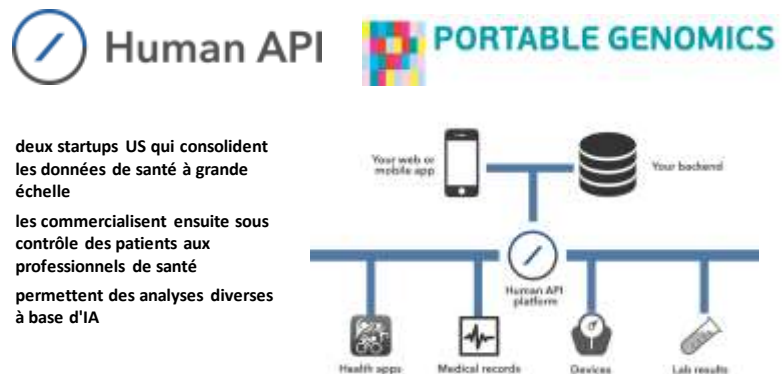 Human API
PORTABLE GENOMICS
deux startups US qui consolident
les données de santé à grande
échelle
les commercialisent ensuite sous
contrôle des patients aux
professionnels de santé
permettent des analyses diverses
à base d'IA
Your web or
mobile app
Your backend
Human API
platform
Health apps
Medical records
Devices
Lab results